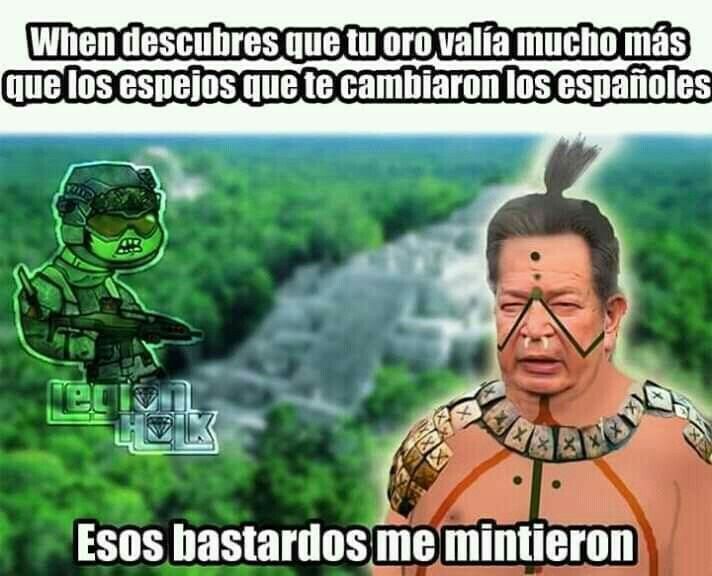 When descubres que tu oro valía mucho más
que los espejos que te cambiaron los españoles
Legion
Holk
Esos bastardos me mintieron